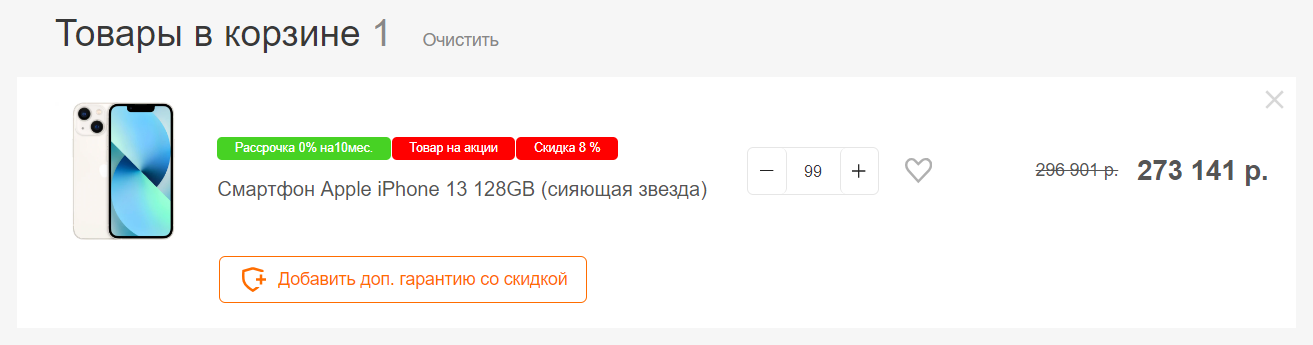 Товары в корзине 1 Очистить
Рассрочка 0% на10мес. Товар на акции Скидка 8 %
Смартфон Apple iPhone 13 128GB (сияющая звезда)
— 99 + 296 901 р. 273 141 р.
Добавить доп. гарантию со скидкой